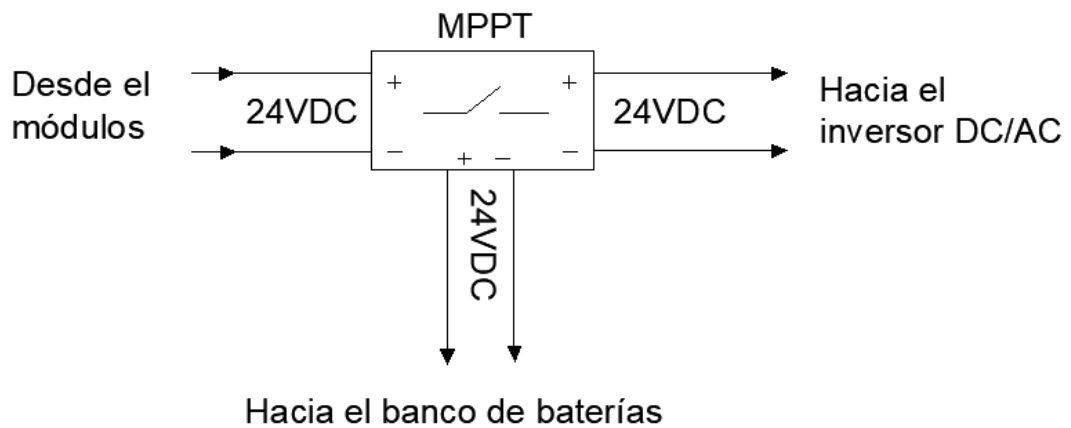 MPPT
Desde el
módulos
24VDC
+
−
+
−
+ −
24VDC
Hacia el
inversor DC/AC
24VDC
Hacia el banco de baterías